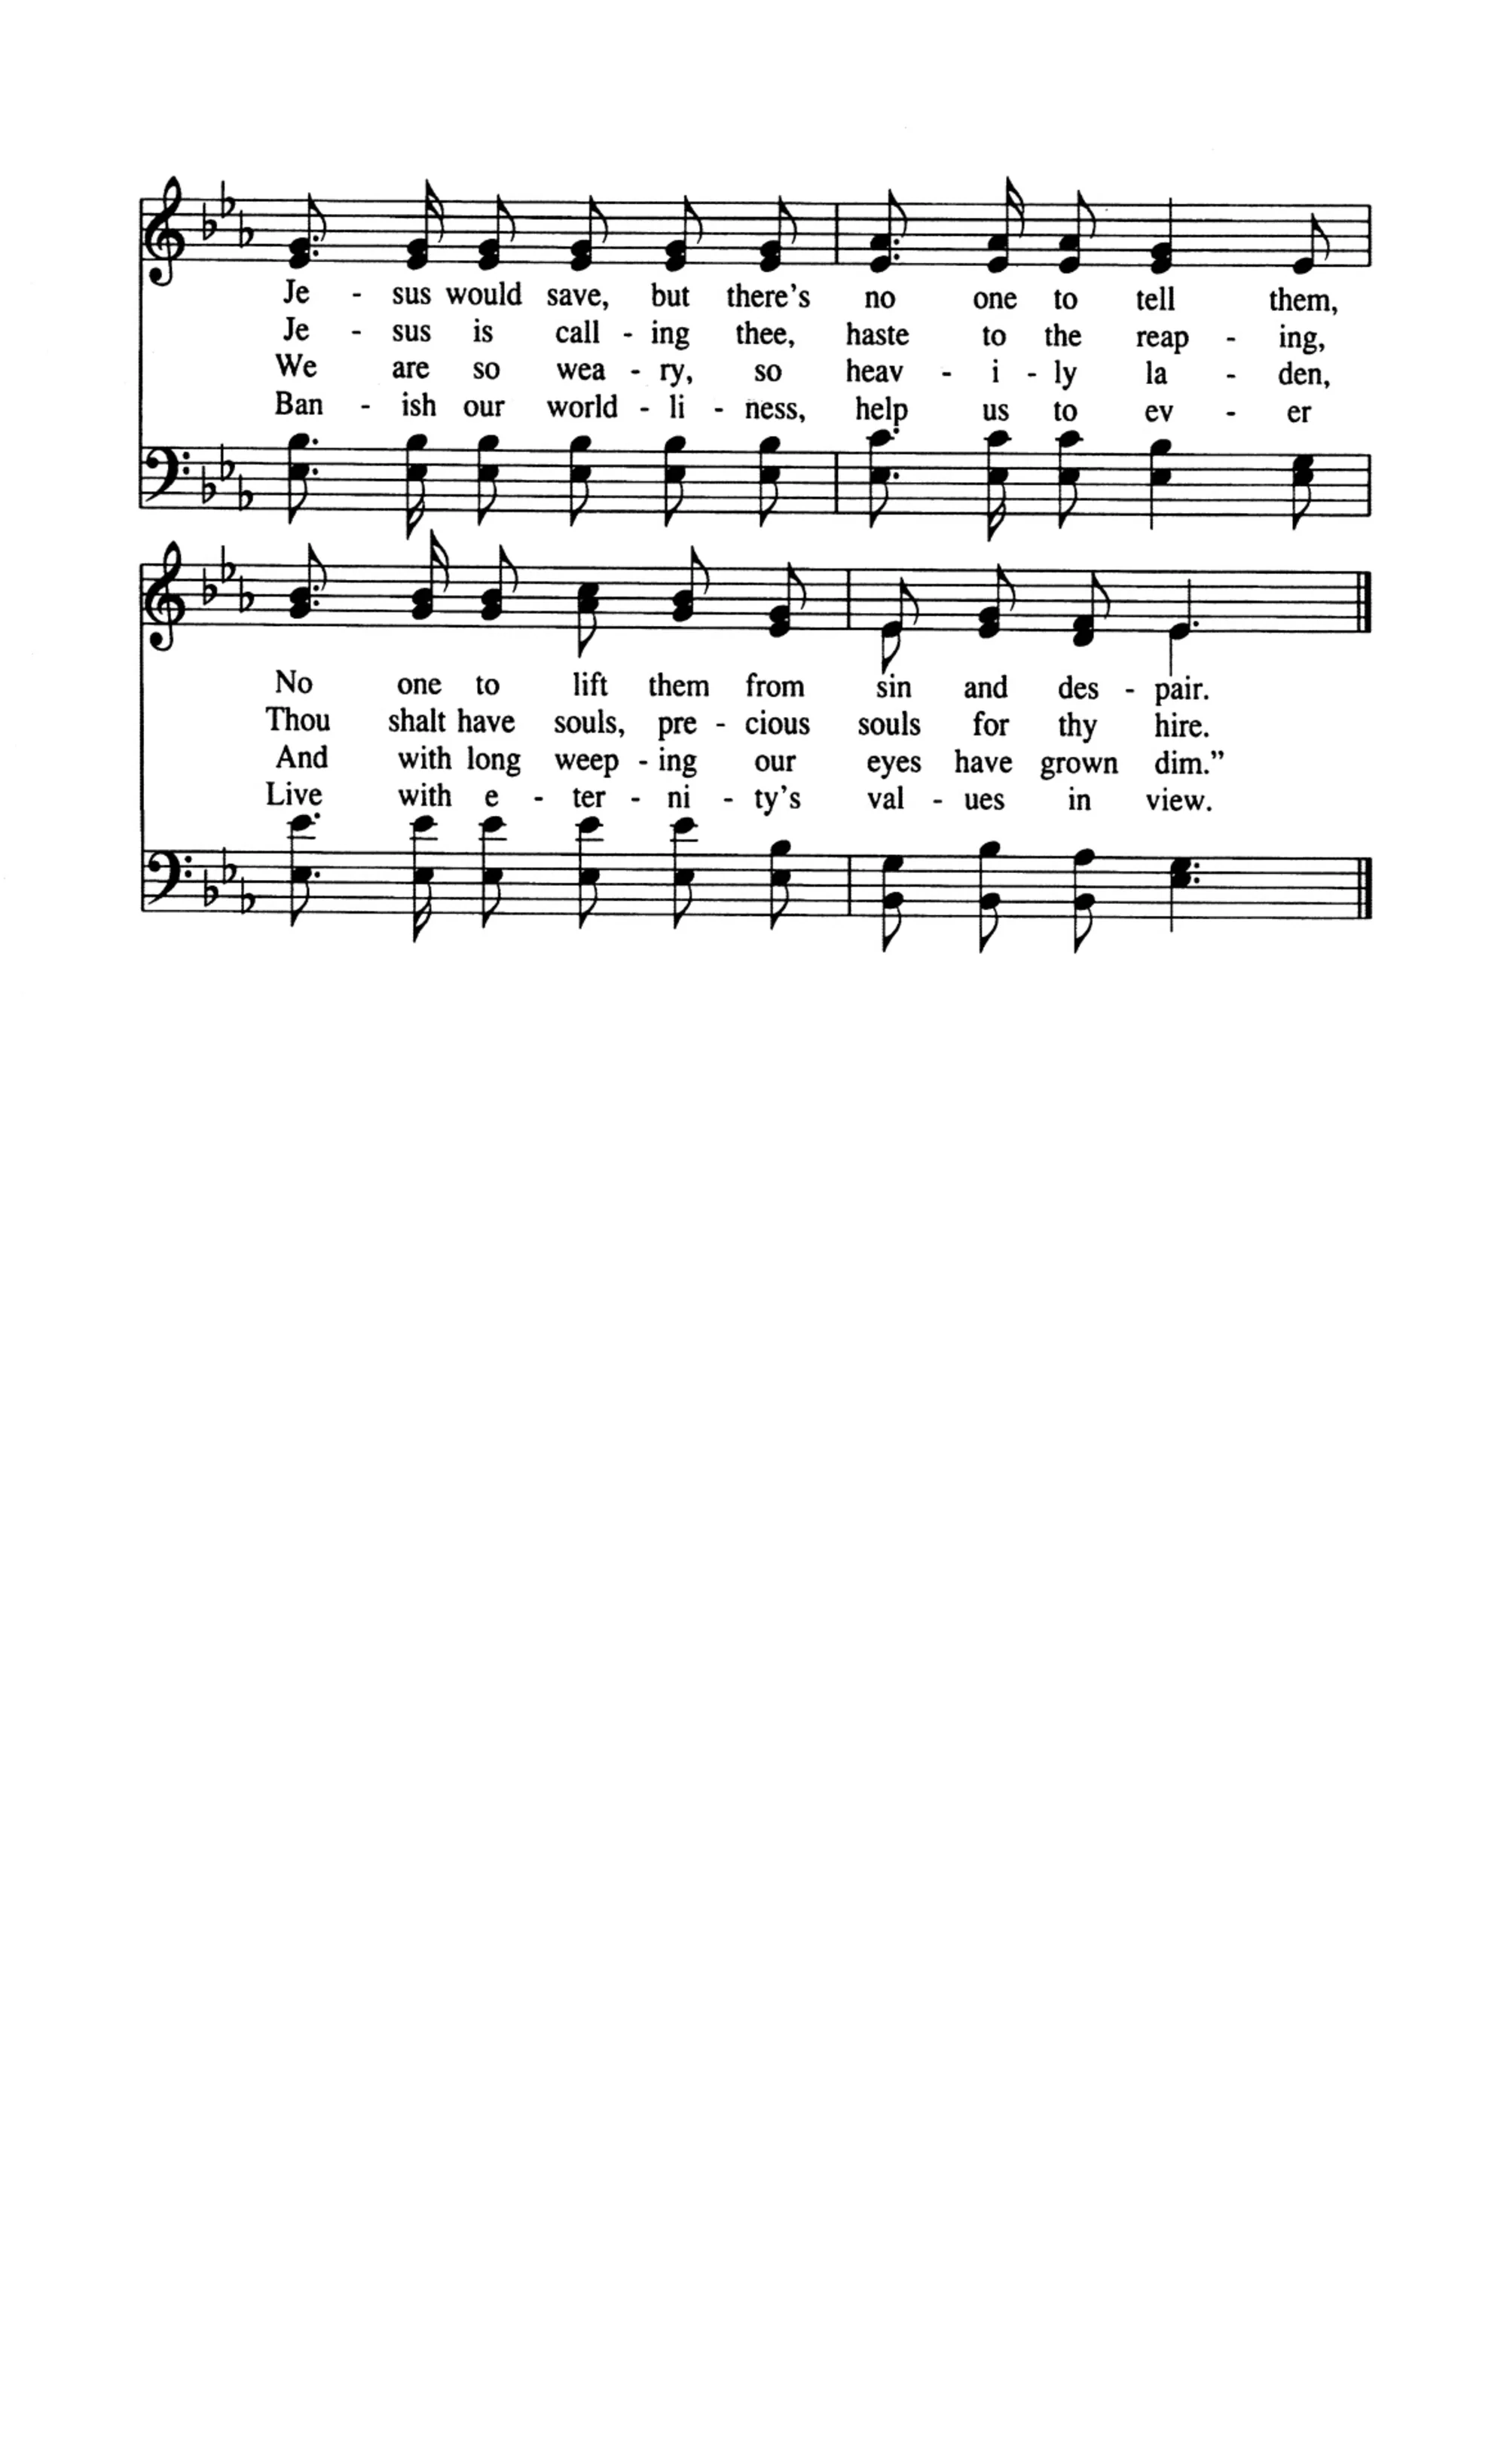 Je - sus would save, but there's no one to tell them,
Je - sus is call - ing thee, haste to the reap - ing,
We are so wea - ry, so heav - i - ly la - den,
Ban - ish our world - li - ness, help us to ev - er
No one to lift them from sin and des - pair.
Thou shalt have souls, pre - cious souls for thy hire.
And with long weep - ing our eyes have grown dim.”
Live with e - ter - ni - ty's val - ues in view.